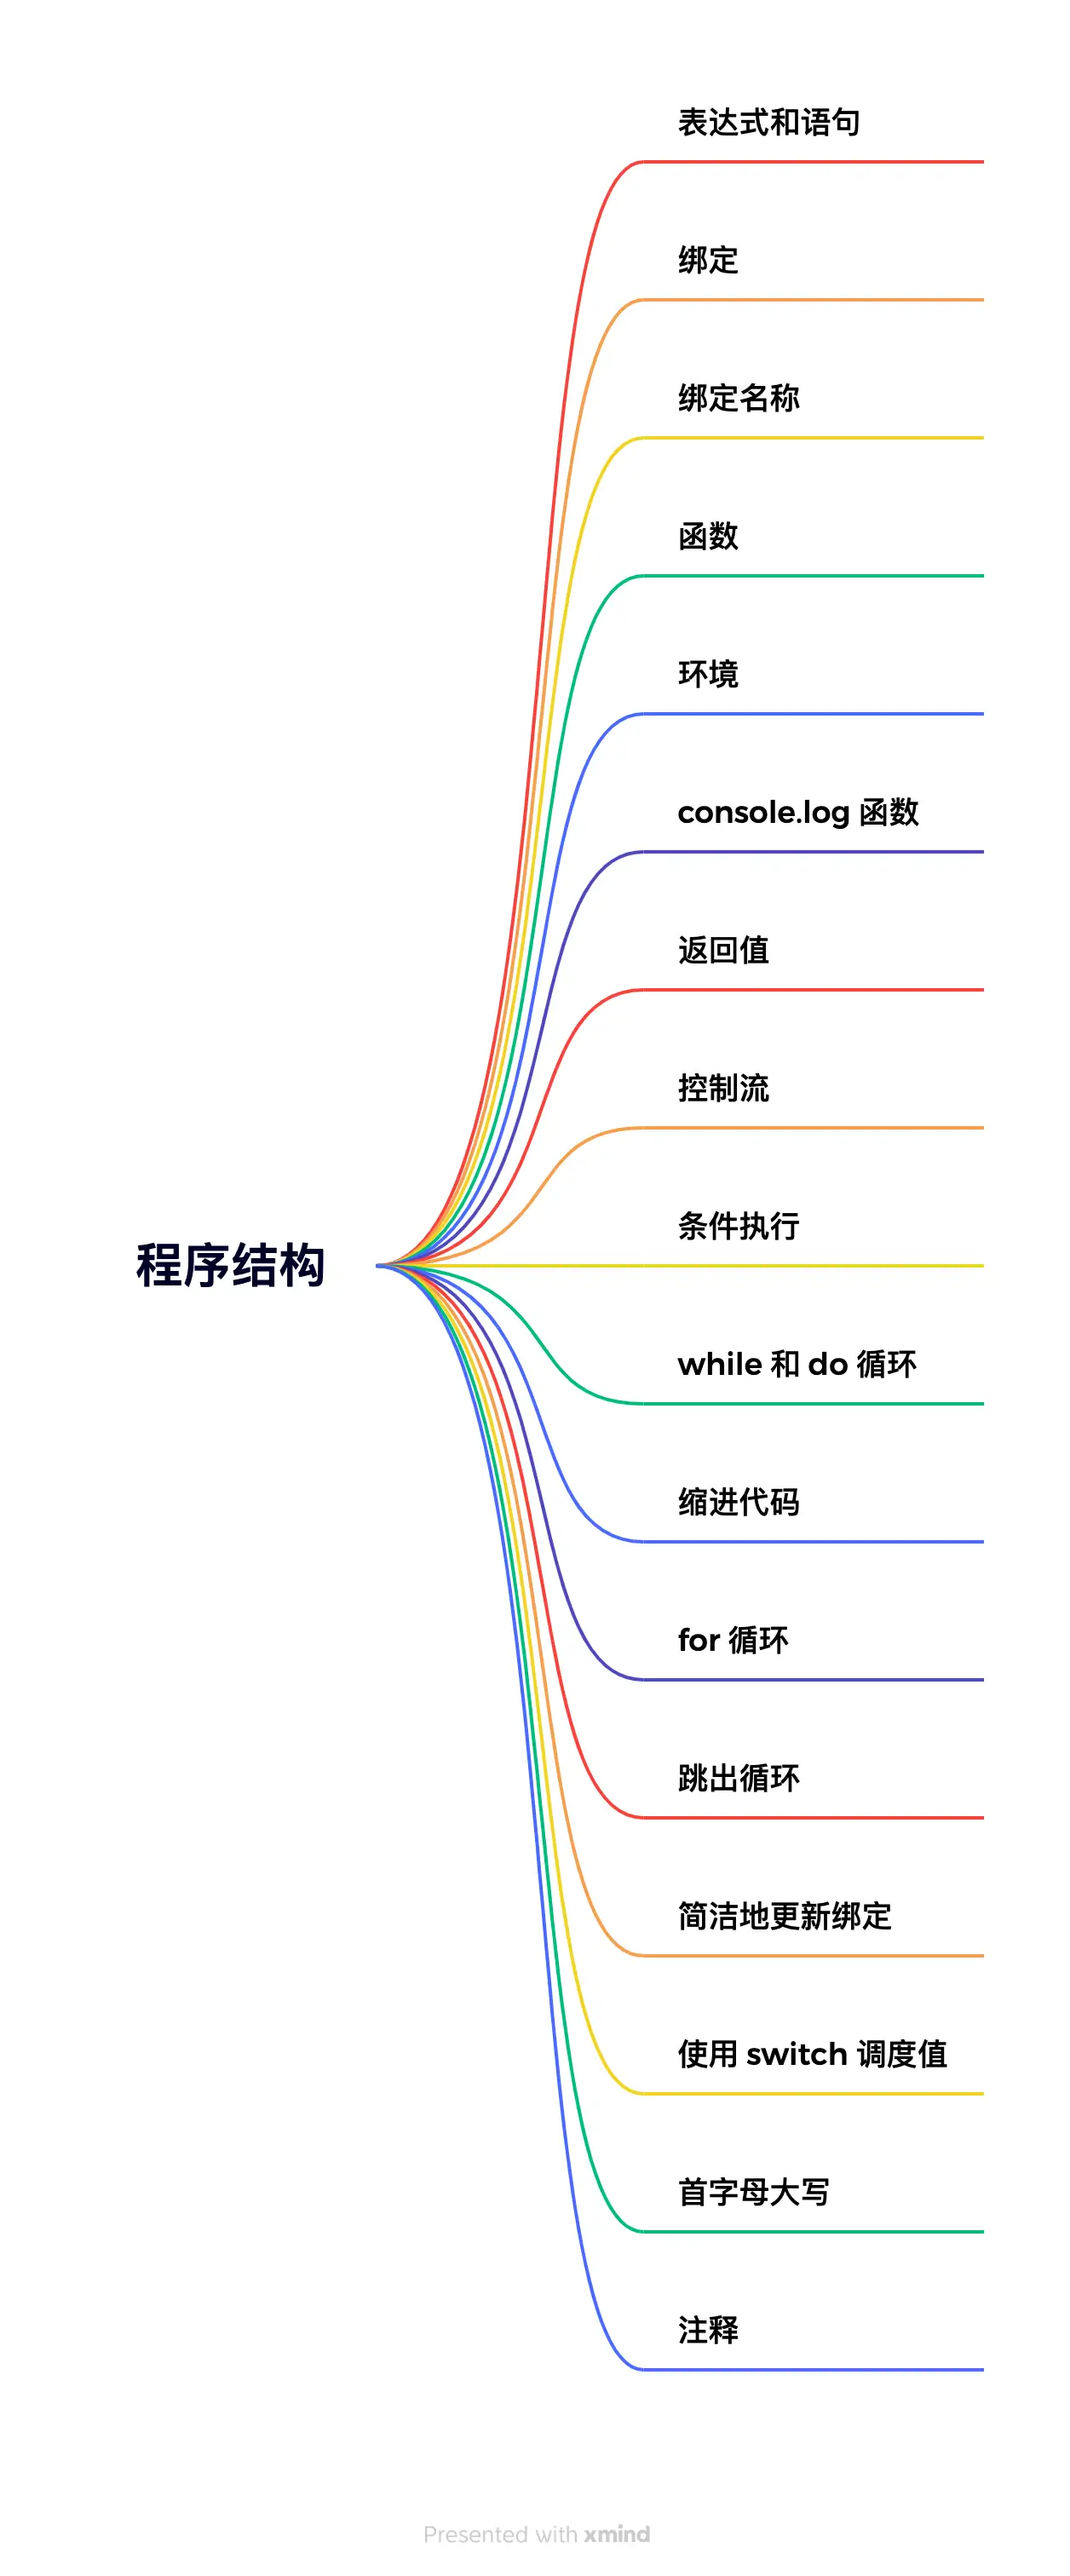 表达式和语句
绑定
绑定名称
函数
环境
console.log 函数
返回值
控制流
条件执行
程序结构
while 和 do 循环
缩进代码
for 循环
跳出循环
简洁地更新绑定
使用 switch 调度值
首字母大写
注释
Presented with xmind